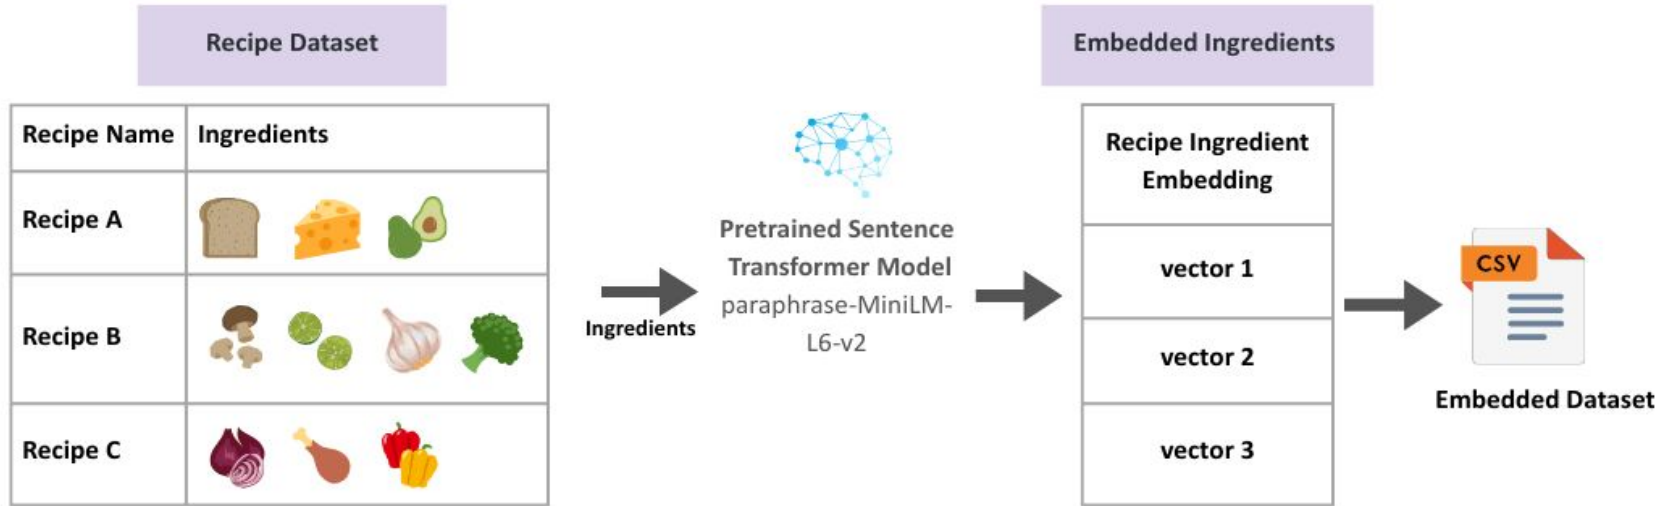 Recipe Dataset
Recipe Name
Ingredients
Recipe A
Recipe B
Recipe C
Ingredients
Pretrained Sentence
Transformer Model
paraphrase-MiniLM-
L6-v2
Embedded Ingredients
Recipe Ingredient
Embedding
vector 1
vector 2
vector 3
CSV
Embedded Dataset